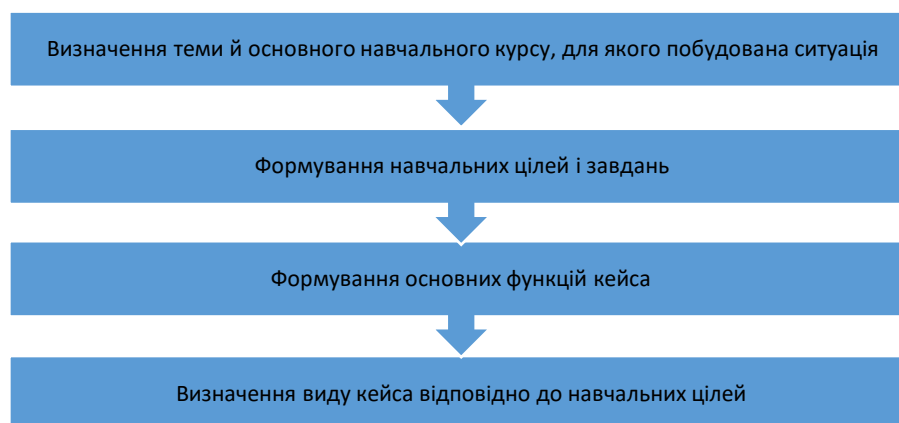 Визначення теми й основного навчального курсу, для якого побудована ситуація
Формування навчальних цілей і завдань
Формування основних функцій кейса
Визначення виду кейса відповідно до навчальних цілей